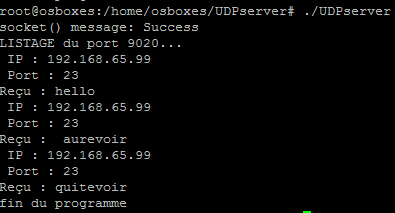 root@osboxes:/home/osboxes/UDPserver# ./UDPserver
socket() message: Success
LISTAGE du port 9020...
 IP : 192.168.65.99
 Port : 23
Reçu : hello
 IP : 192.168.65.99
 Port : 23
Reçu :  aurevoir
 IP : 192.168.65.99
 Port : 23
Reçu : quitevoir
fin du programme